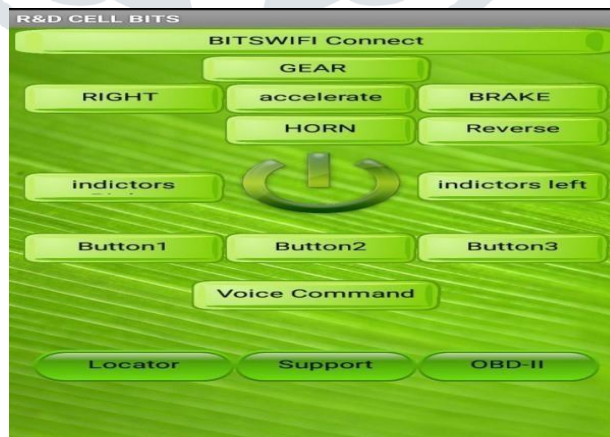 R&D CELL BITS
BITSWIFI Connect
GEAR
RIGHT accelerate BRAKE
HORN Reverse
indictors indictors left
Button1 Button2 Button3
Voice Command
Locator Support OBD-II